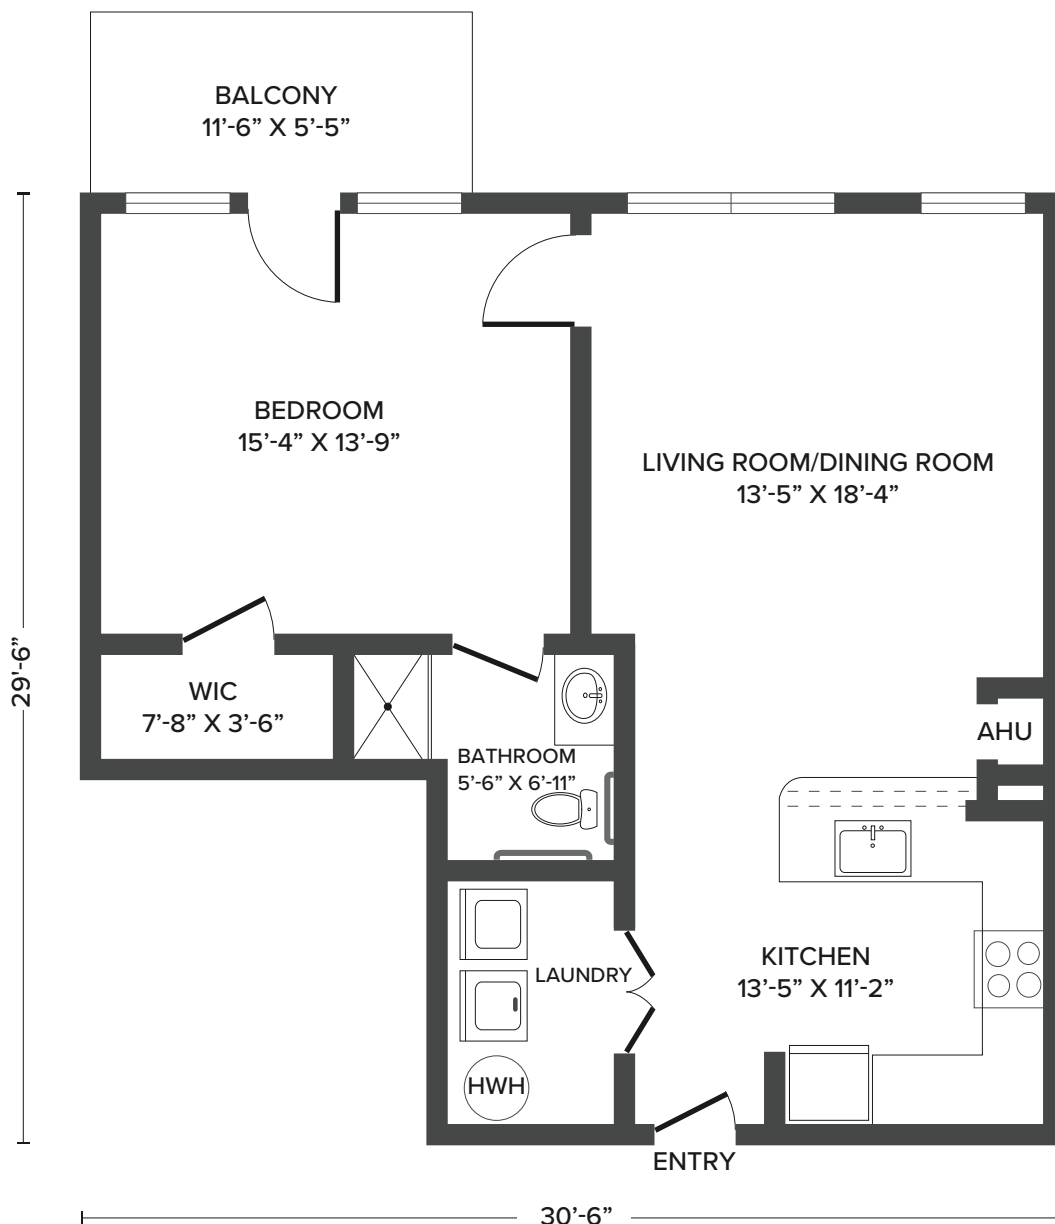 BALCONY
11’-6” X 5’-5”
BEDROOM
15’-4” X 13’-9”
LIVING ROOM/DINING ROOM
13’-5” X 18’-4”
29’-6”
WIC
7’-8” X 3’-6”
AHU
BATHROOM
5’-6” X 6’-11”
LAUNDRY
KITCHEN
13’-5” X 11’-2”
HWH
ENTRY
30’-6”